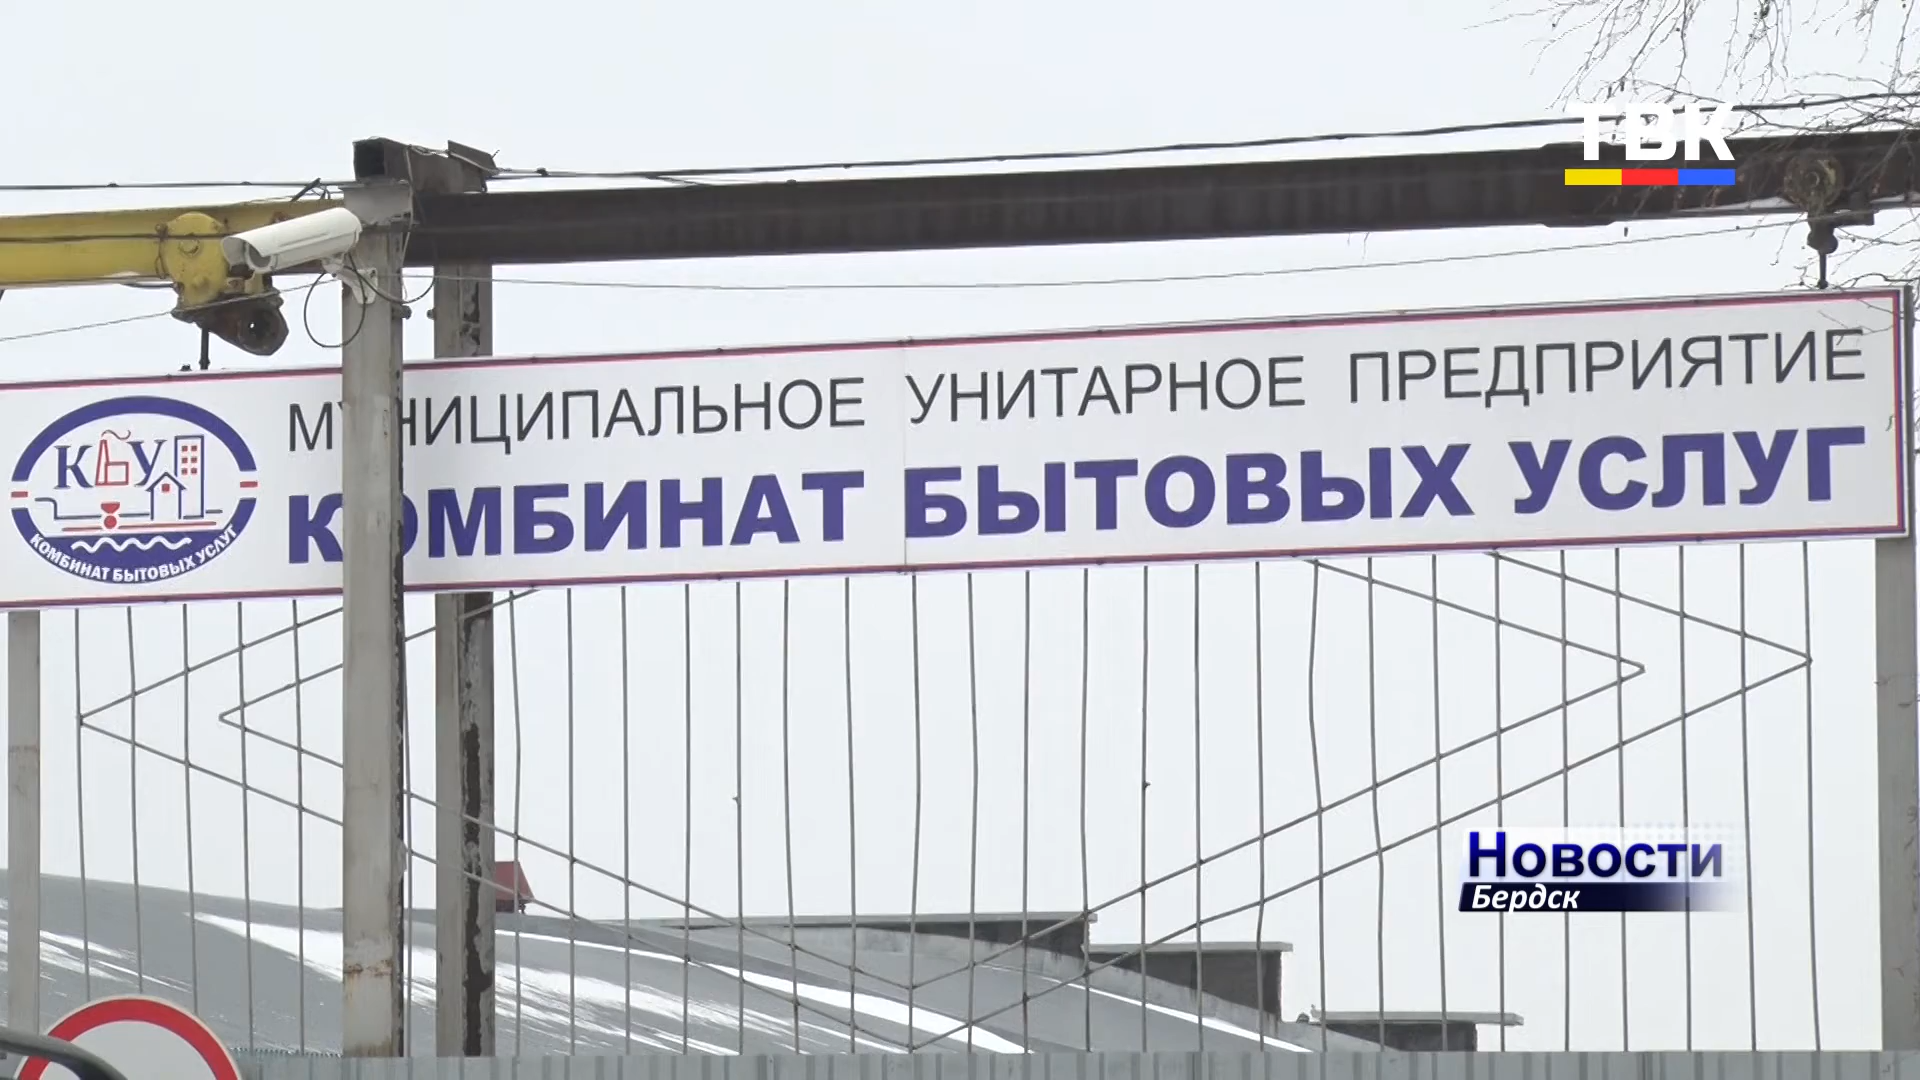 ТВК
МУНИЦИПАЛЬНОЕ УНИТАРНОЕ ПРЕДПРИЯТИЕ
КОМБИНАТ БЫТОВЫХ УСЛУГ
КБУ
КОМБИНАТ БЫТОВЫХ УСЛУГ
Новости
Бердск